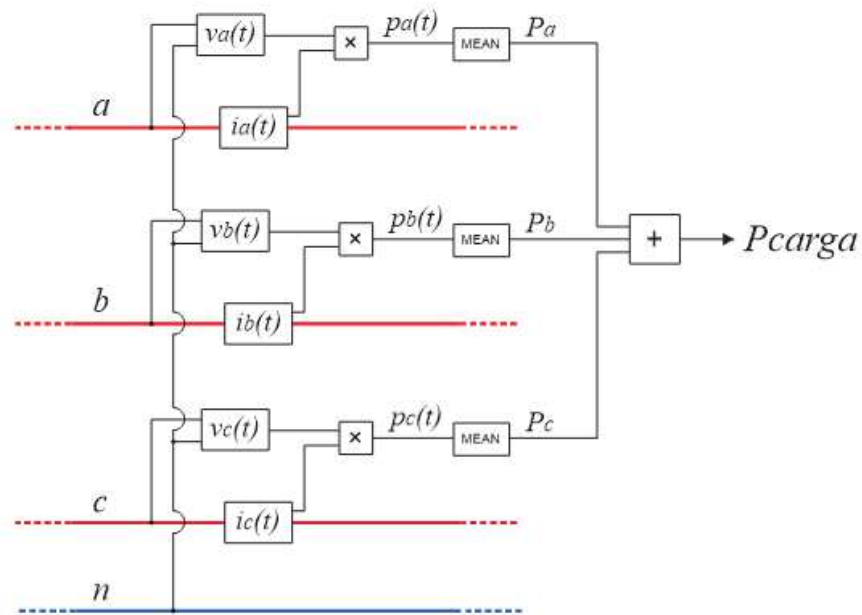 va(t)
×
pa(t)
MEAN
Pa
a
ia(t)
vb(t)
×
pb(t)
MEAN
Pb
+
Pcarga
b
ib(t)
vc(t)
×
pc(t)
MEAN
Pc
c
ic(t)
n